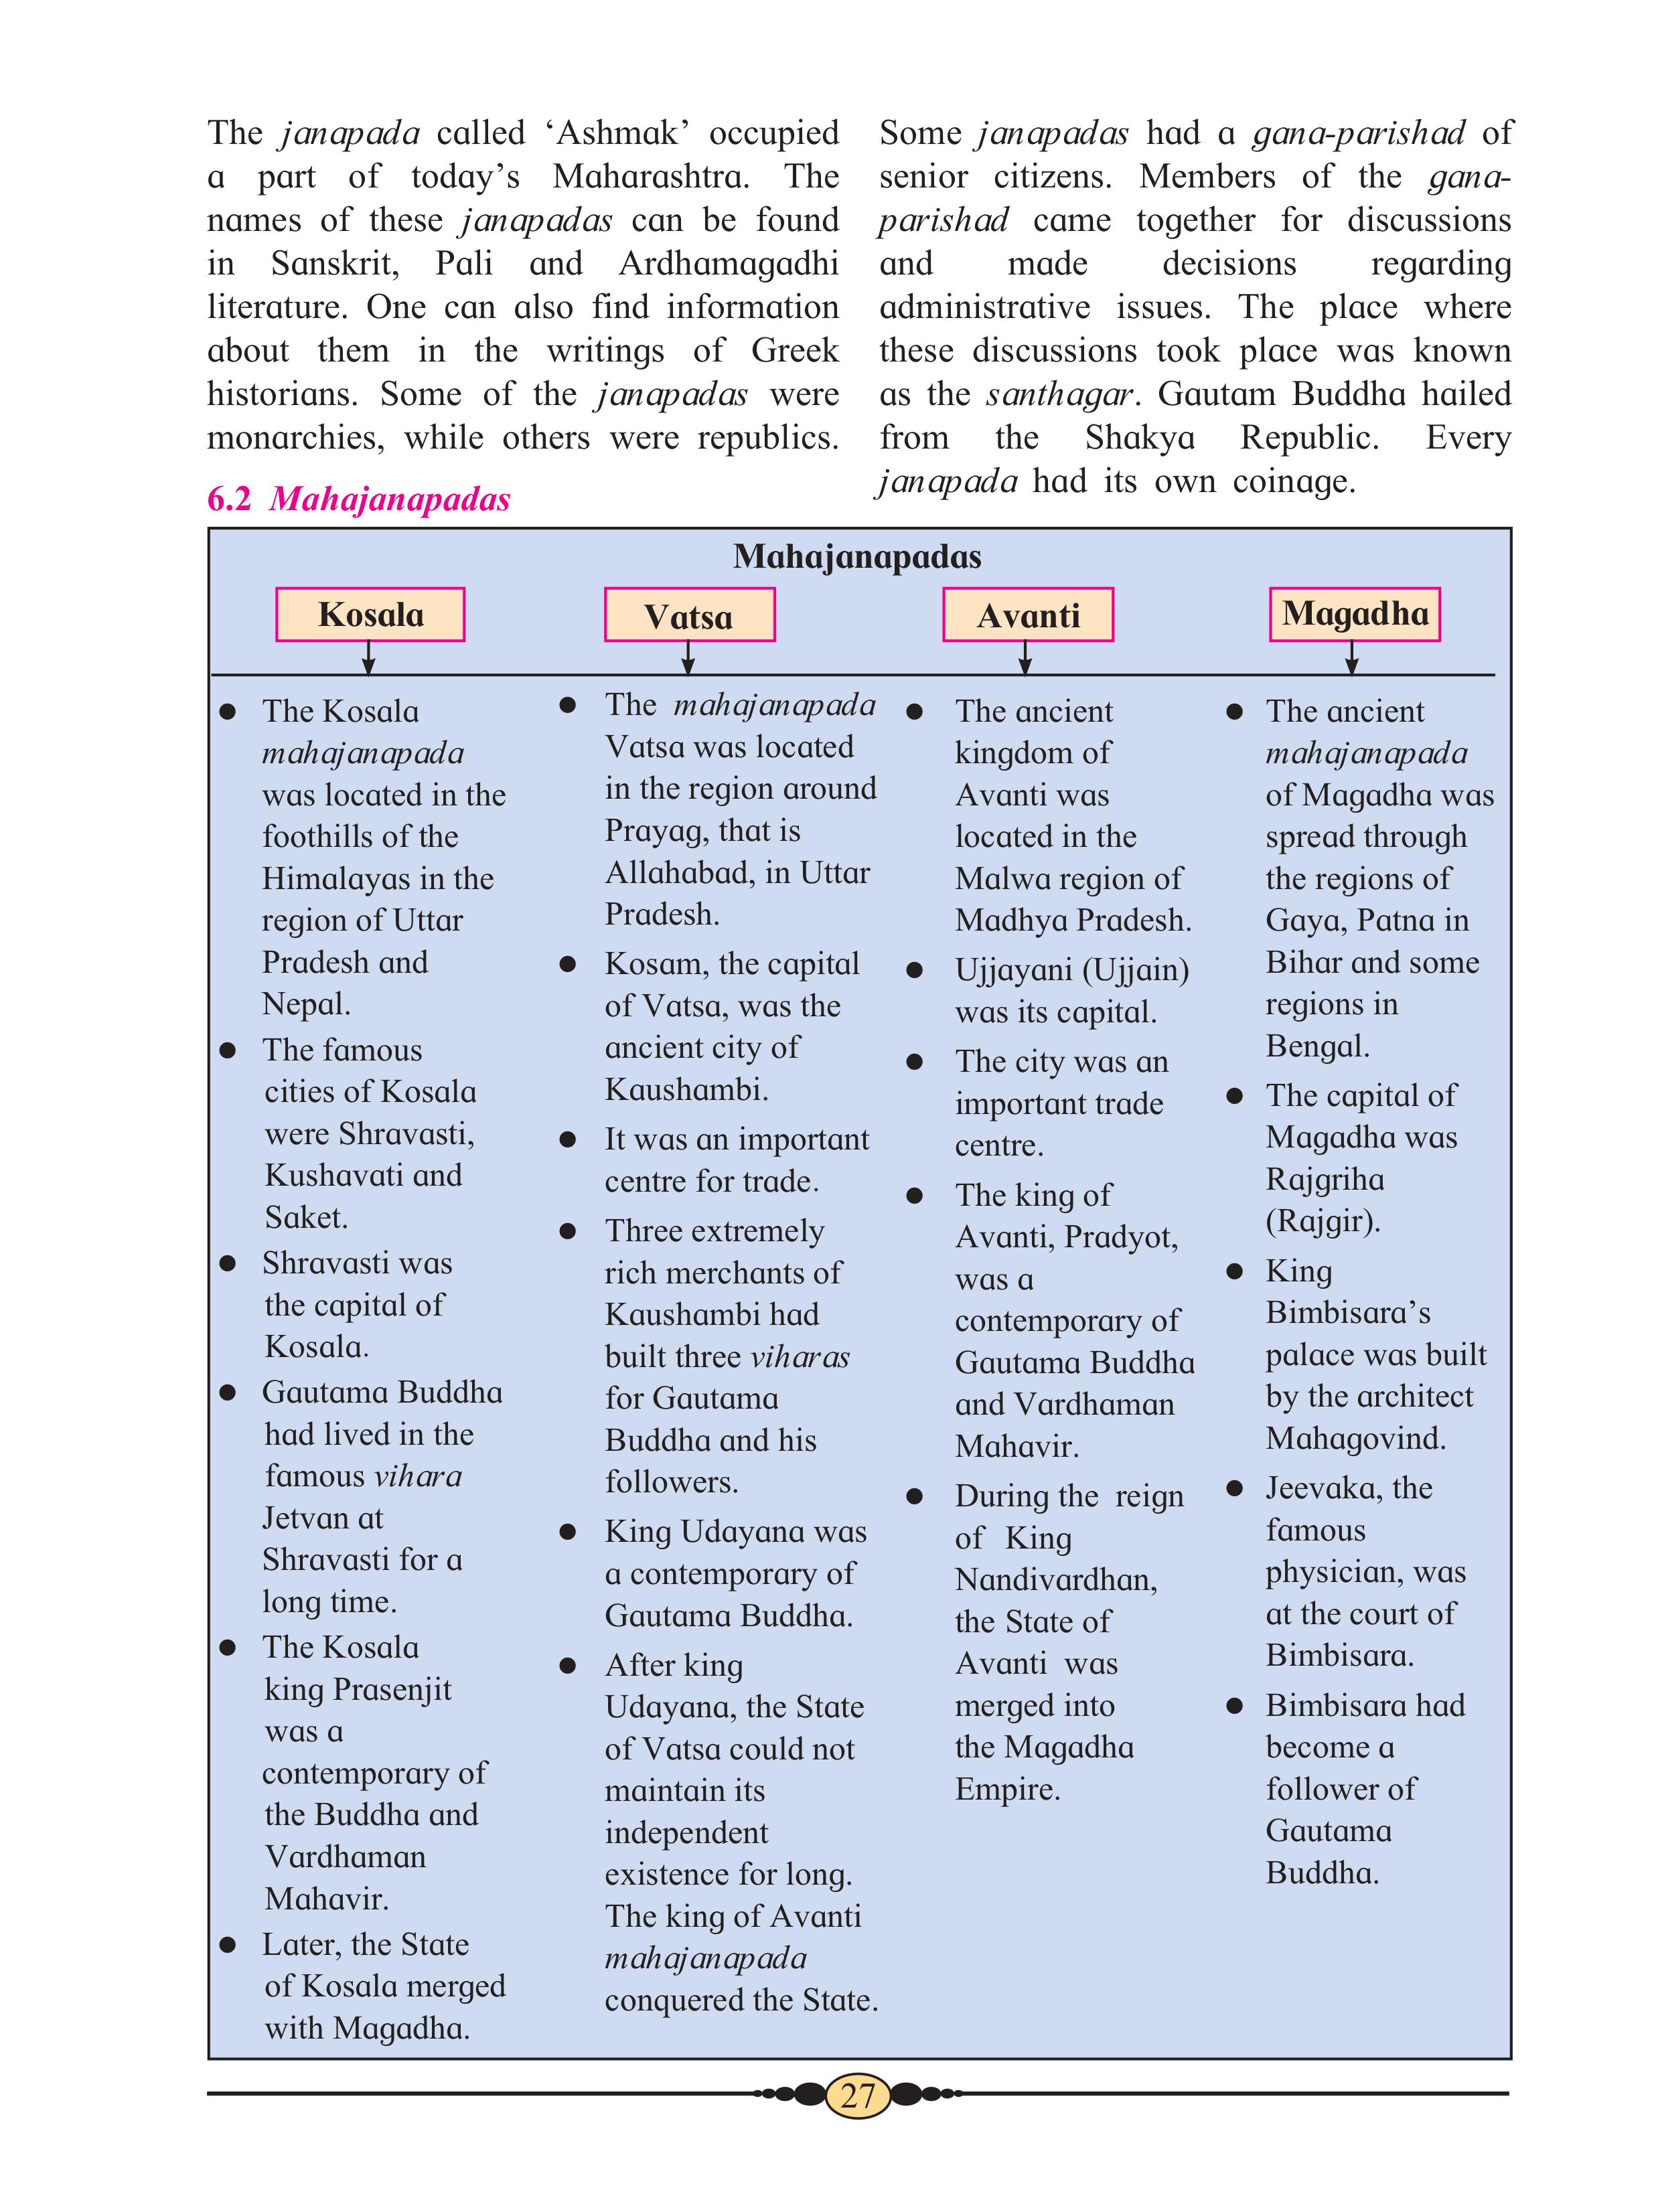 The janapada called ‘Ashmak’ occupied
a part of today’s Maharashtra. The
names of these janapadas can be found
in Sanskrit, Pali and Ardhamagadhi
literature. One can also find information
about them in the writings of Greek
historians. Some of the janapadas were
monarchies, while others were republics.
Some janapadas had a gana-parishad of
senior citizens. Members of the gana-
parishad came together for discussions
and made decisions regarding
administrative issues. The place where
these discussions took place was known
as the santhagar. Gautam Buddha hailed
from the Shakya Republic. Every
janapada had its own coinage.
6.2 Mahajanapadas
Mahajanapadas
Kosala
● The Kosala
mahajanapada
was located in the
foothills of the
Himalayas in the
region of Uttar
Pradesh and
Nepal.
● The famous
cities of Kosala
were Shravasti,
Kushavati and
Saket.
● Shravasti was
the capital of
Kosala.
● Gautama Buddha
had lived in the
famous vihara
Jetvan at
Shravasti for a
long time.
● The Kosala
king Prasenjit
was a
contemporary of
the Buddha and
Vardhaman
Mahavir.
● Later, the State
of Kosala merged
with Magadha.
Vatsa
● The mahajanapada
Vatsa was located
in the region around
Prayag, that is
Allahabad, in Uttar
Pradesh.
● Kosam, the capital
of Vatsa, was the
ancient city of
Kaushambi.
● It was an important
centre for trade.
● Three extremely
rich merchants of
Kaushambi had
built three viharas
for Gautama
Buddha and his
followers.
● King Udayana was
a contemporary of
Gautama Buddha.
● After king
Udayana, the State
of Vatsa could not
maintain its
independent
existence for long.
The king of Avanti
mahajanapada
conquered the State.
Avanti
● The ancient
kingdom of
Avanti was
located in the
Malwa region of
Madhya Pradesh.
● Ujjayani (Ujjain)
was its capital.
● The city was an
important trade
centre.
● The king of
Avanti, Pradyot,
was a
contemporary of
Gautama Buddha
and Vardhaman
Mahavir.
● During the reign
of King
Nandivardhan,
the State of
Avanti was
merged into
the Magadha
Empire.
Magadha
● The ancient
mahajanapada
of Magadha was
spread through
the regions of
Gaya, Patna in
Bihar and some
regions in
Bengal.
● The capital of
Magadha was
Rajgriha
(Rajgir).
● King
Bimbisara’s
palace was built
by the architect
Mahagovind.
● Jeevaka, the
famous
physician, was
at the court of
Bimbisara.
● Bimbisara had
become a
follower of
Gautama
Buddha.
27